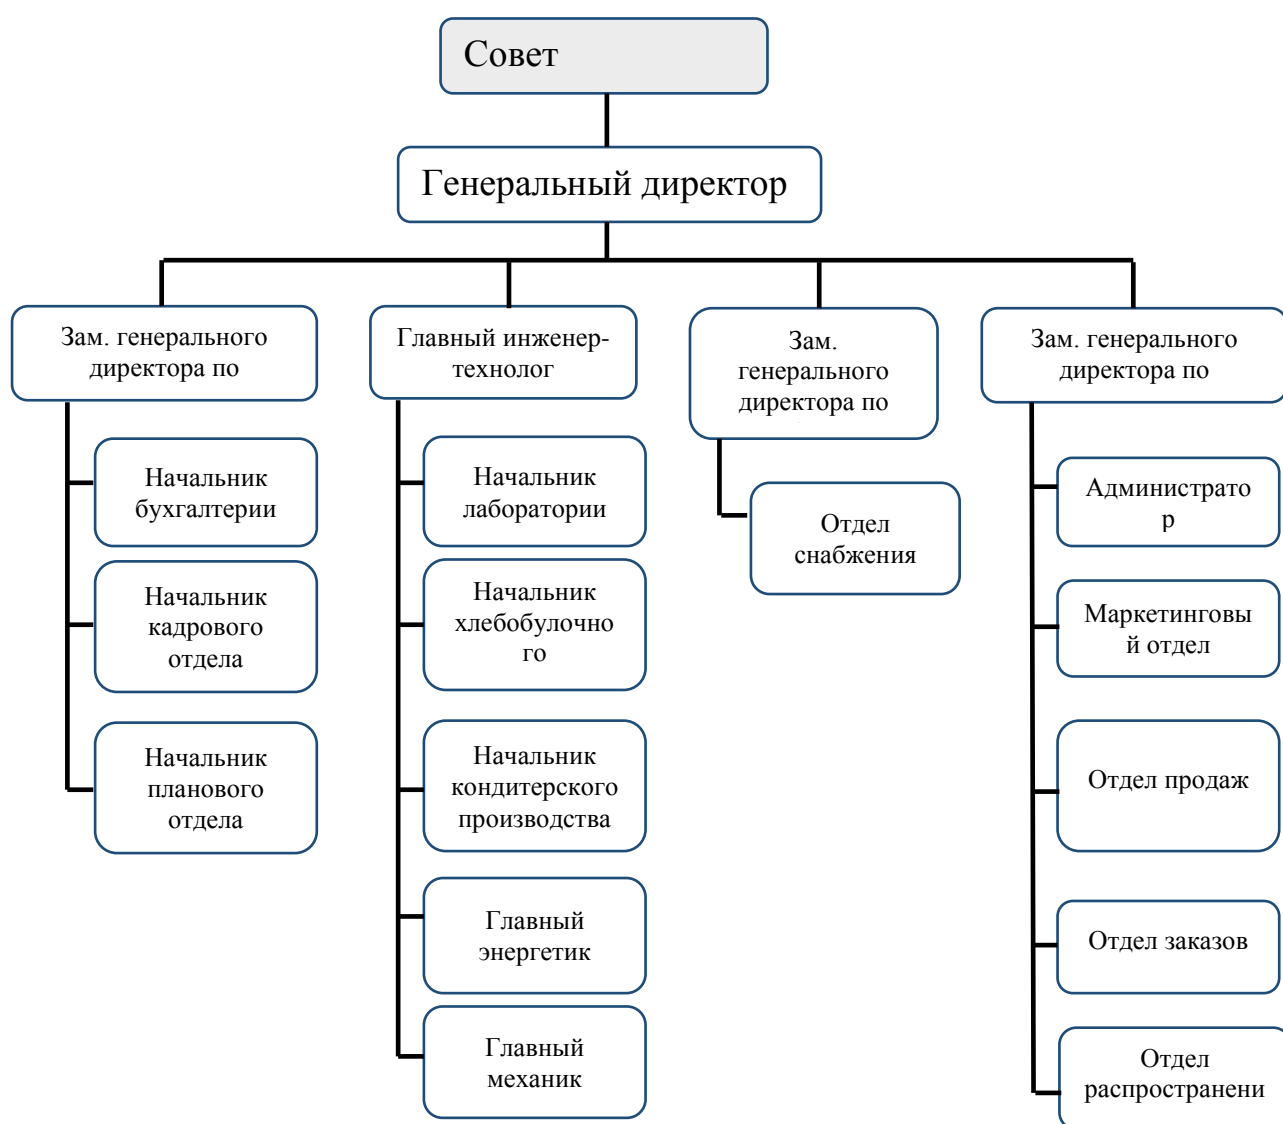 Совет
Генеральный директор
Зам. генерального
директора по
Начальник
бухгалтерии
Начальник
кадрового
отдела
Начальник
планового
отдела
Главный инженер-
технолог
Начальник
лаборатории
Начальник
хлебобулочно
го
Начальник
кондитерского
производства
Главный
энергетик
Главный
механик
Зам.
генерального
директора по
Отдел
снабжения
Зам. генерального
директора по
Администрато
р
Маркетинговы
й отдел
Отдел продаж
Отдел заказов
Отдел
распространени